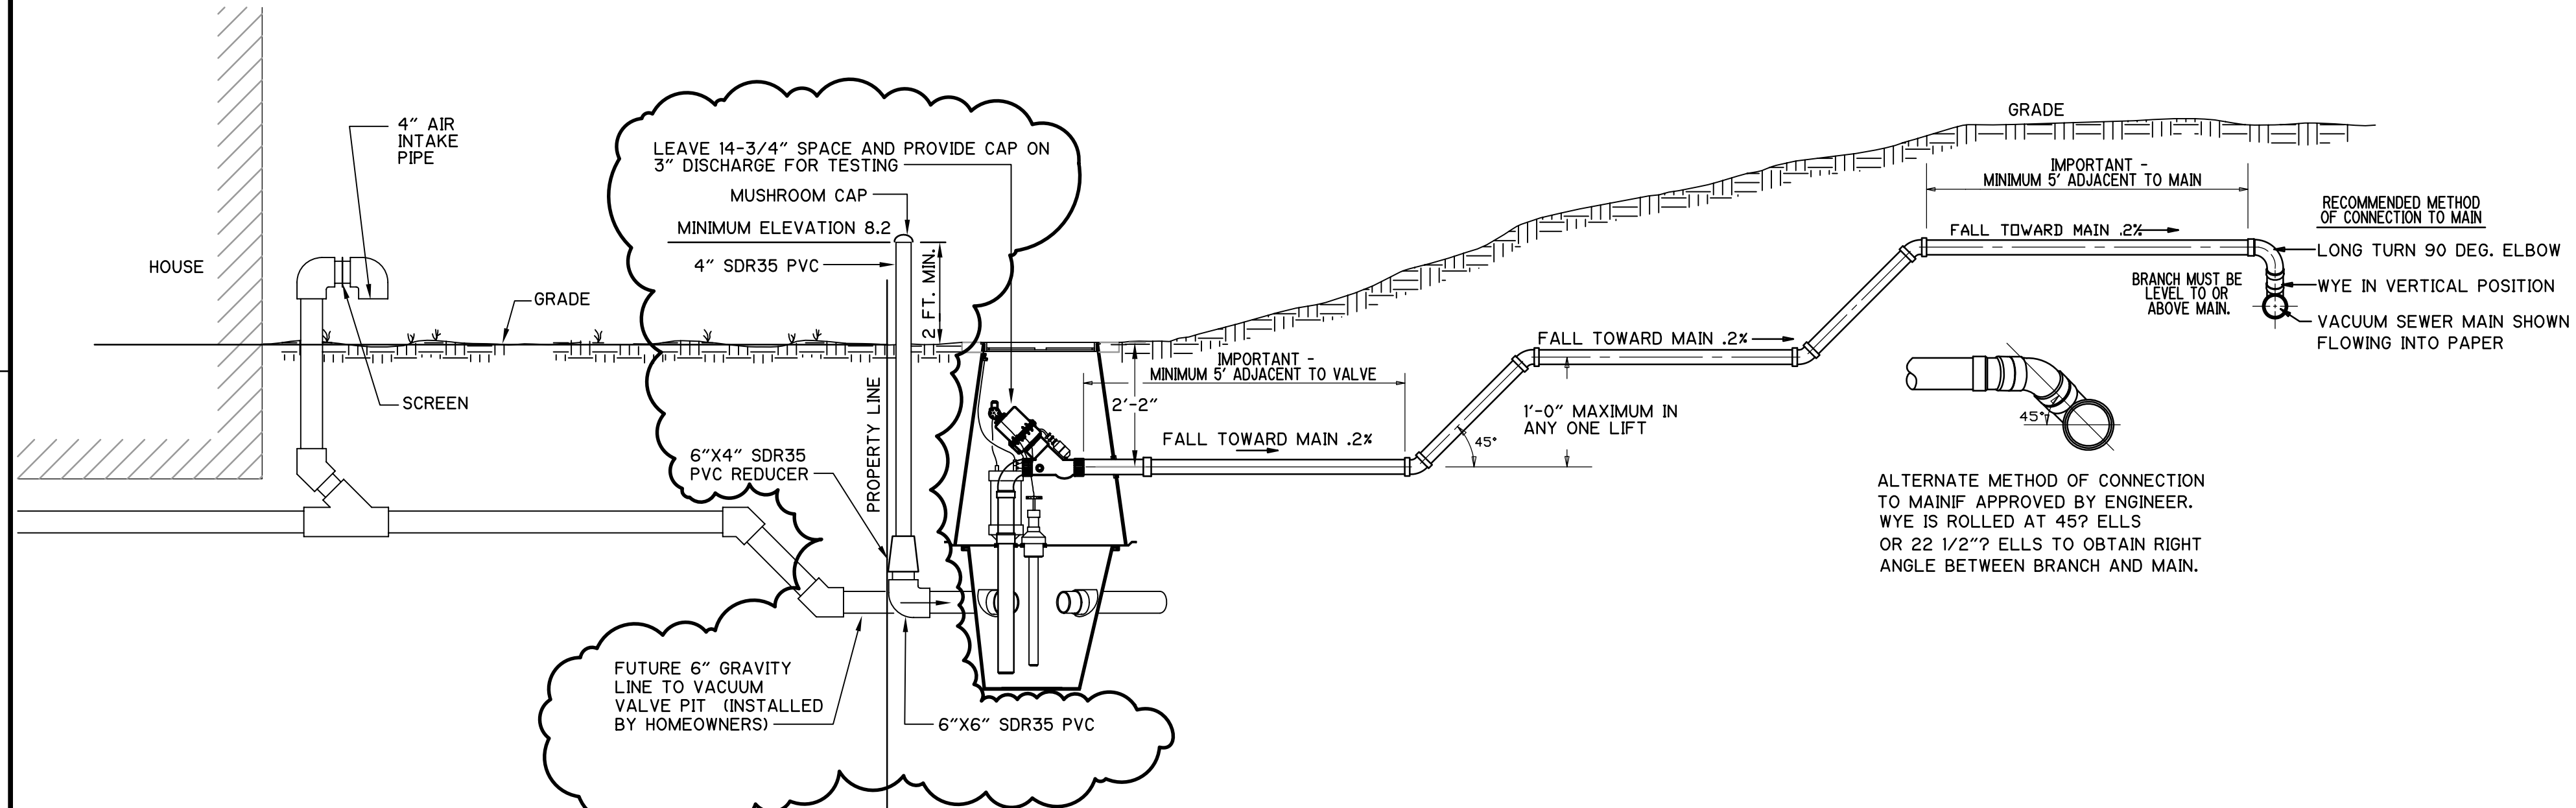 4" AIR
INTAKE
PIPE
HOUSE
GRADE
SCREEN
LEAVE 14-3/4" SPACE AND PROVIDE CAP ON
3" DISCHARGE FOR TESTING
MUSHROOM CAP
MINIMUM ELEVATION 8.2
4" SDR35 PVC
2 FT. MIN.
PROPERTY LINE
6"X4" SDR35
PVC REDUCER
FUTURE 6" GRAVITY
LINE TO VACUUM
VALVE PIT (INSTALLED
BY HOMEOWNERS)
6"X6" SDR35 PVC
IMPORTANT -
MINIMUM 5' ADJACENT TO VALVE
2'-2"
FALL TOWARD MAIN .2%
45°
1'-0" MAXIMUM IN
ANY ONE LIFT
FALL TOWARD MAIN .2%
GRADE
IMPORTANT -
MINIMUM 5' ADJACENT TO MAIN
FALL TOWARD MAIN .2%
RECOMMENDED METHOD
OF CONNECTION TO MAIN
LONG TURN 90 DEG. ELBOW
WYE IN VERTICAL POSITION
VACUUM SEWER MAIN SHOWN
FLOWING INTO PAPER
BRANCH MUST BE
LEVEL TO OR
ABOVE MAIN.
45°
ALTERNATE METHOD OF CONNECTION
TO MAINIF APPROVED BY ENGINEER.
WYE IS ROLLED AT 45? ELLS
OR 22 1/2"? ELLS TO OBTAIN RIGHT
ANGLE BETWEEN BRANCH AND MAIN.